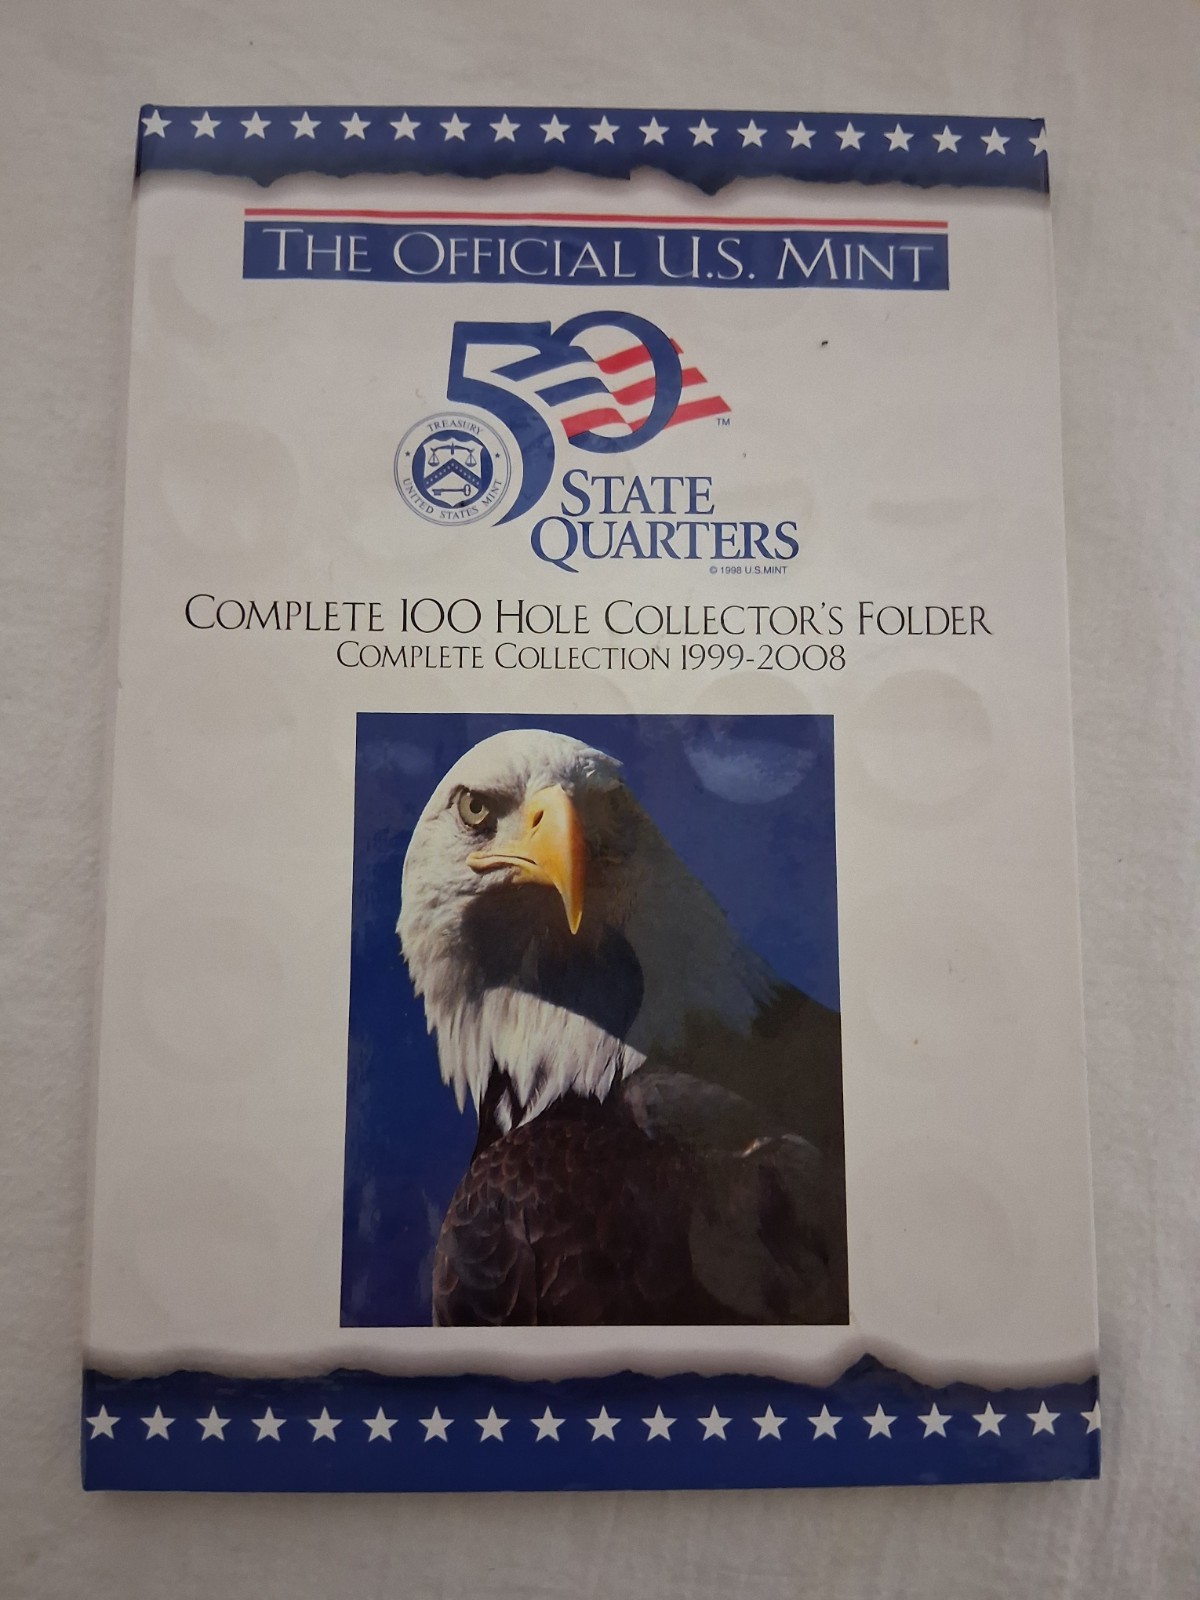 THE OFFICIAL U.S. MINT
50
TM
TREASURY
UNITED STATES MINT
STATE
QUARTERS
© 1998 U.S.MINT
COMPLETE 100 HOLE COLLECTOR'S FOLDER
COMPLETE COLLECTION 1999-2008